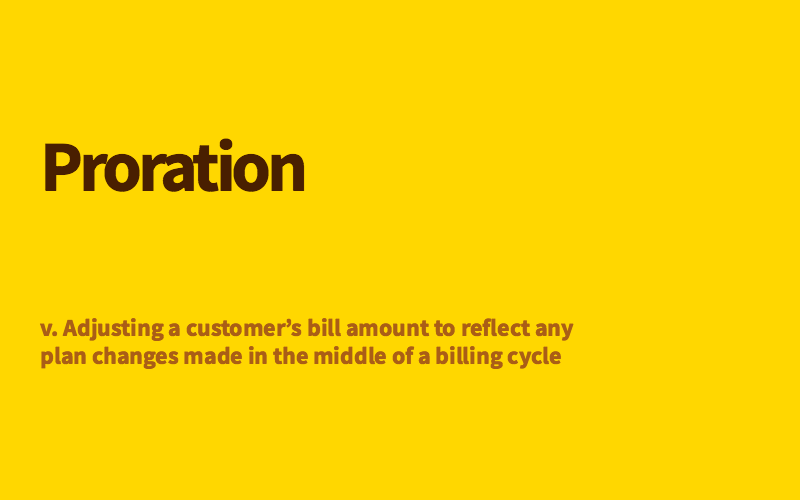 Proration
v. Adjusting a customer’s bill amount to reflect any
plan changes made in the middle of a billing cycle